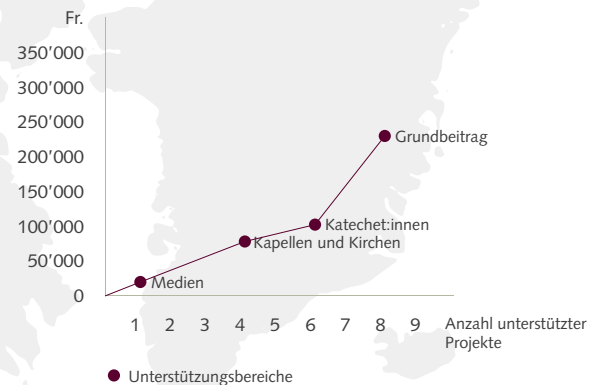 Fr.
350’000
300’000
250’000
200’000
150’000
100’000
50’000
0
Grundbeitrag
Katechet:innen
Kapellen und Kirchen
Medien
1 2 3 4 5 6 7 8 9
Anzahl unterstützter
Projekte
Unterstützungsbereiche